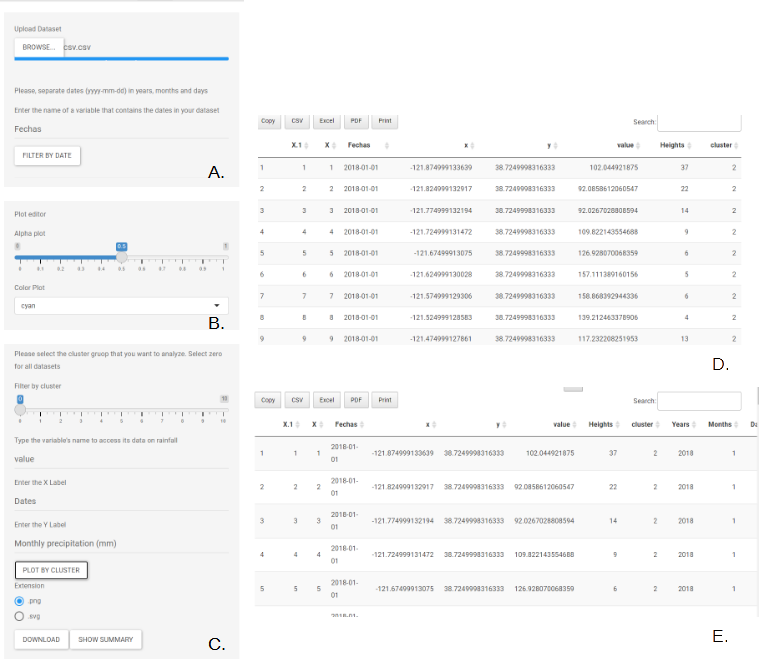 Upload Dataset
BROWSE... csv.csv
Please, separate dates (yyyy-mm-dd) in years, months and days
Enter the name of a variable that contains the dates in your dataset
Fechas
FILTER BY DATE
A.
Plot editor
Alpha plot
0 0.5 1
0 0.1 0.2 0.3 0.4 0.5 0.6 0.7 0.8 0.9 1
Color Plot
cyan
B.
Please select the cluster gruop that you want to analyze. Select zero
for all datasets
Filter by cluster
0 10
0 1 2 3 4 5 6 7 8 9 10
Type the variable's name to access its data on rainfall
value
Enter the X Label
Dates
Enter the Y Label
Monthly precipitation (mm)
PLOT BY CLUSTER
Extension
.png
.svg
DOWNLOAD SHOW SUMMARY
C.
Copy CSV Excel PDF Print Search:
X.1 X Fechas x y value Heights cluster
1 1 1 2018-01-01 -121.874999133639 38.7249998316333 102.044921875 37 2
2 2 2 2018-01-01 -121.824999132917 38.7249998316333 92.0858612060547 22 2
3 3 3 2018-01-01 -121.774999132194 38.7249998316333 92.0267028808594 14 2
4 4 4 2018-01-01 -121.724999131472 38.7249998316333 109.822143554688 9 2
5 5 5 2018-01-01 -121.67499913075 38.7249998316333 126.928070068359 6 2
6 6 6 2018-01-01 -121.624999130028 38.7249998316333 157.111389160156 5 2
7 7 7 2018-01-01 -121.574999129306 38.7249998316333 158.868392944336 6 2
8 8 8 2018-01-01 -121.524999128583 38.7249998316333 139.212463378906 4 2
9 9 9 2018-01-01 -121.474999127861 38.7249998316333 117.232208251953 13 2
D.
Copy CSV Excel PDF Print Search:
X.1 X Fechas x y value Heights cluster Years Months Da
1 1 1 2018-01-
01 -121.874999133639 38.7249998316333 102.044921875 37 2 2018 1
2 2 2 2018-01-
01 -121.824999132917 38.7249998316333 92.0858612060547 22 2 2018 1
3 3 3 2018-01-
01 -121.774999132194 38.7249998316333 92.0267028808594 14 2 2018 1
4 4 4 2018-01-
01 -121.724999131472 38.7249998316333 109.822143554688 9 2 2018 1
5 5 5 2018-01-
01 -121.67499913075 38.7249998316333 126.928070068359 6 2 2018 1
2018-01-
E.